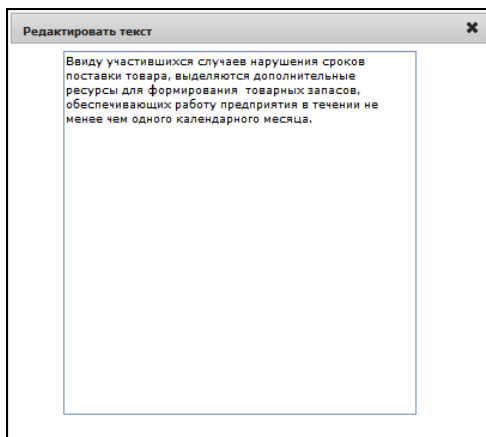 Редактировать текст
Ввиду участившихся случаев нарушения сроков
поставки товара, выделяются дополнительные
ресурсы для формирования  товарных запасов,
обеспечивающих работу предприятия в течении не
менее чем одного календарного месяца.